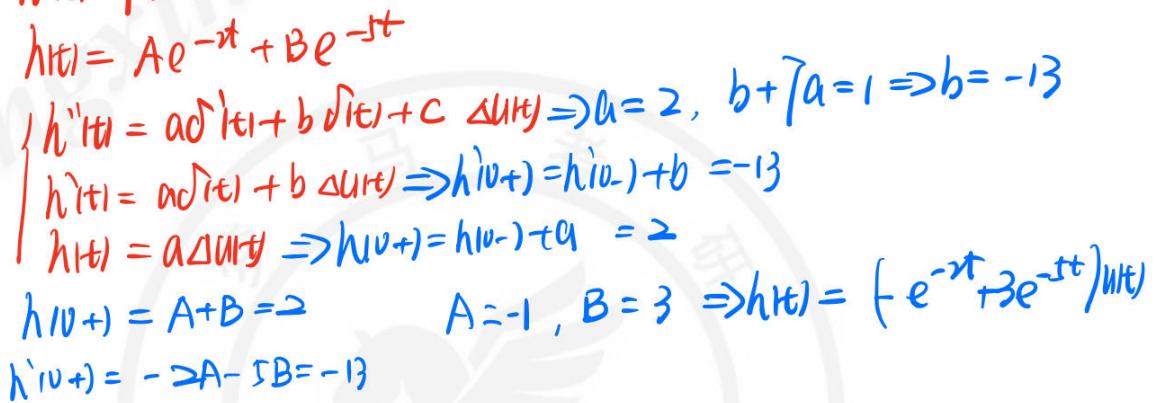 h(t) = Ae^{-2t} + Be^{-5t}
h''(t) = aδ'(t) + bδ(t) + c Δu(t) ⇒ a = 2, b + 7a = 1 ⇒ b = -13
h'(t) = aδ(t) + b Δu(t) ⇒ h'(0+) = h'(0-) + b = -13
h(t) = aΔu(t) ⇒ h(0+) = h(0-) + a = 2
h(0+) = A + B = 2 A = -1, B = 3 ⇒ h(t) = (-e^{-2t} + 3e^{-5t})u(t)
h'(0+) = -2A - 5B = -13